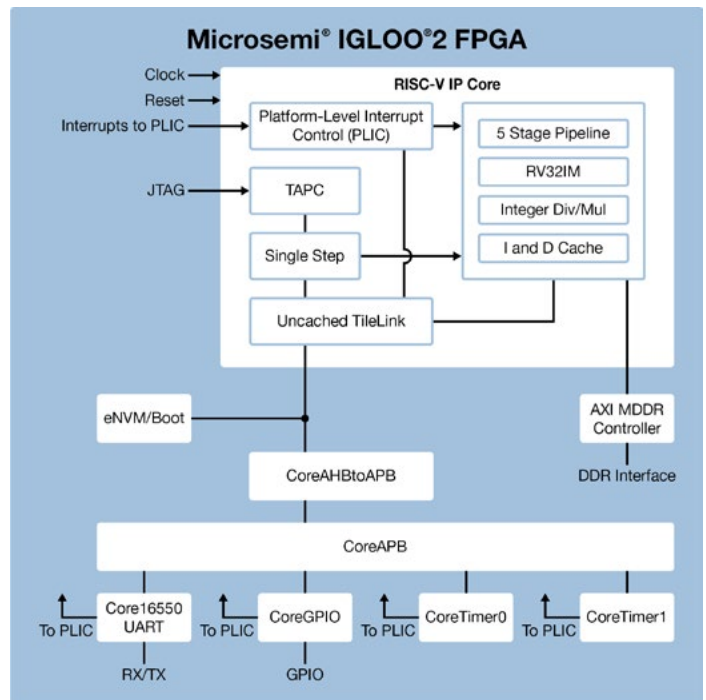 Microsemi® IGLOO®2 FPGA
Clock
Reset
Interrupts to PLIC
JTAG
RISC-V IP Core
Platform-Level Interrupt
Control (PLIC)
TAPC
Single Step
Uncached TileLink
5 Stage Pipeline
RV32IM
Integer Div/Mul
I and D Cache
eNVM/Boot
AXI MDDR
Controller
DDR Interface
CoreAHBtoAPB
CoreAPB
To PLIC
Core16550
UART
RX/TX
To PLIC
CoreGPIO
GPIO
To PLIC
CoreTimer0
To PLIC
CoreTimer1